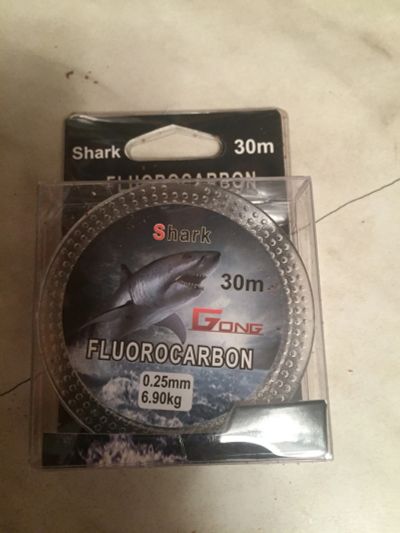 Shark 30m
FLUOROCARBON
Shark
30m
GONG
FLUOROCARBON
0.25mm
6.90kg